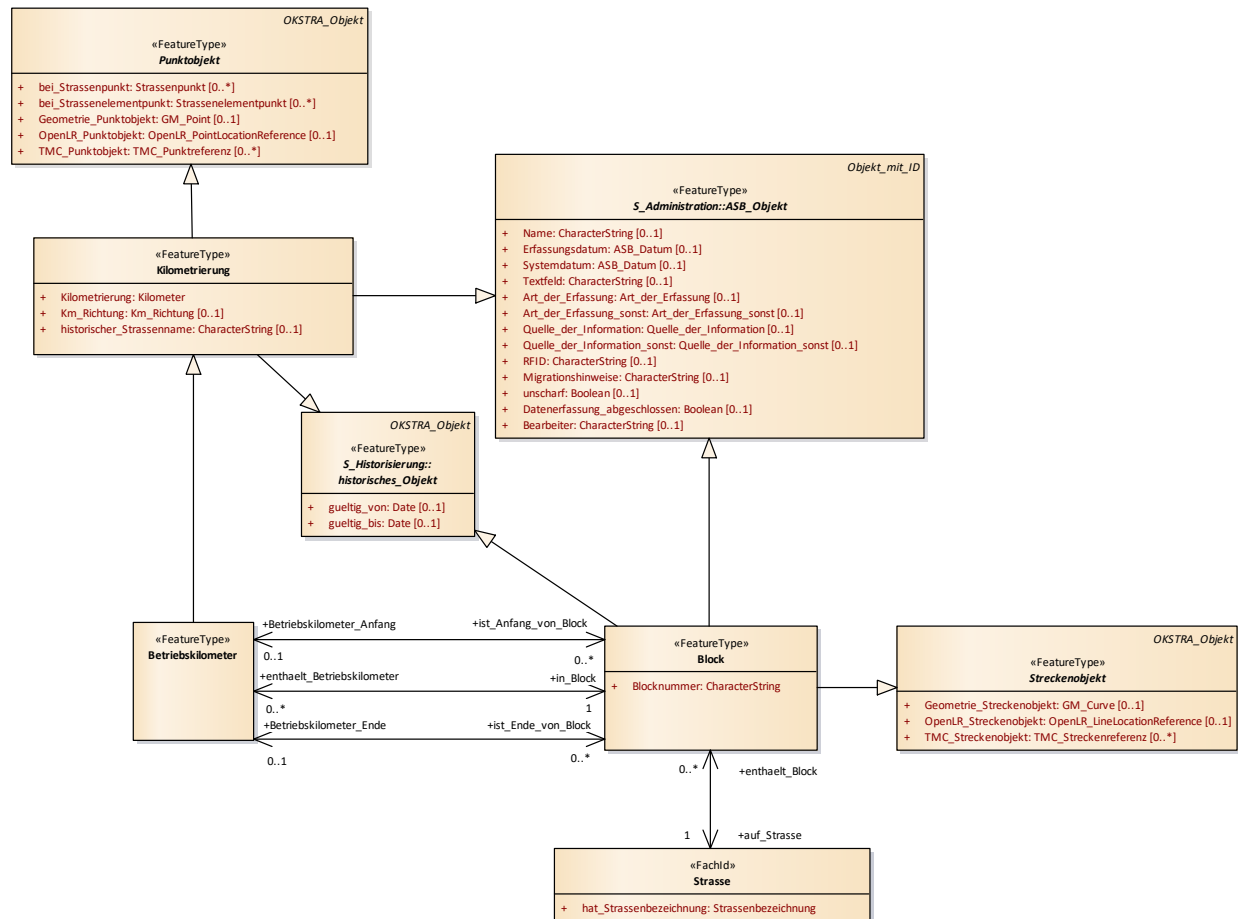 OKSTRA_Objekt
«FeatureType»
Punktobjekt
+ bei_Strassenpunkt: Strassenpunkt [0..*]
+ bei_Strassenelementpunkt: Strassenelementpunkt [0..*]
+ Geometrie_Punktobjekt: GM_Point [0..1]
+ OpenLR_Punktobjekt: OpenLR_PointLocationReference [0..1]
+ TMC_Punktobjekt: TMC_Punktreferenz [0..*]
Objekt_mit_ID
«FeatureType»
S_Administration::ASB_Objekt
+ Name: CharacterString [0..1]
+ Erfassungsdatum: ASB_Datum [0..1]
+ Systemdatum: ASB_Datum [0..1]
+ Textfeld: CharacterString [0..1]
+ Art_der_Erfassung: Art_der_Erfassung [0..1]
+ Art_der_Erfassung_sonst: Art_der_Erfassung_sonst [0..1]
+ Quelle_der_Information: Quelle_der_Information [0..1]
+ Quelle_der_Information_sonst: Quelle_der_Information_sonst [0..1]
+ RFID: CharacterString [0..1]
+ Migrationshinweise: CharacterString [0..1]
+ unscharf: Boolean [0..1]
+ Datenerfassung_abgeschlossen: Boolean [0..1]
+ Bearbeiter: CharacterString [0..1]
«FeatureType»
Kilometrierung
+ Kilometrierung: Kilometer
+ Km_Richtung: Km_Richtung [0..1]
+ historischer_Strassenname: CharacterString [0..1]
OKSTRA_Objekt
«FeatureType»
S_Historisierung::
historisches_Objekt
+ gueltig_von: Date [0..1]
+ gueltig_bis: Date [0..1]
«FeatureType»
Betriebskilometer
+Betriebskilometer_Anfang
+ist_Anfang_von_Block
0..1
0..*
+enthaelt_Betriebskilometer
+in_Block
0..*
1
+Betriebskilometer_Ende
+ist_Ende_von_Block
0..1
0..*
«FeatureType»
Block
+ Blocknummer: CharacterString
OKSTRA_Objekt
«FeatureType»
Streckenobjekt
+ Geometrie_Streckenobjekt: GM_Curve [0..1]
+ OpenLR_Streckenobjekt: OpenLR_LineLocationReference [0..1]
+ TMC_Streckenobjekt: TMC_Streckenreferenz [0..*]
0..*
+enthaelt_Block
1
+auf_Strasse
«FachId»
Strasse
+ hat_Strassenbezeichnung: Strassenbezeichnung